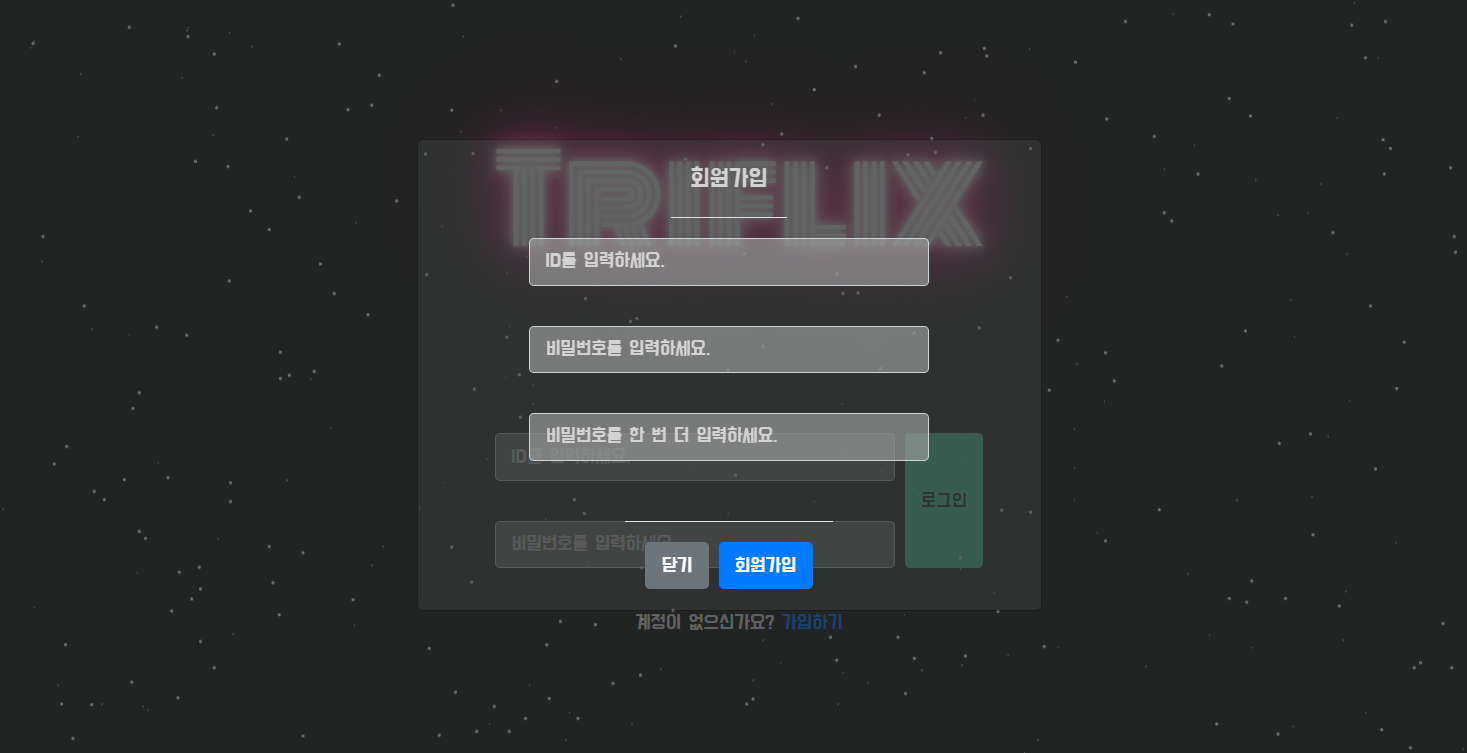 TRIFLIX
회원가입
ID를 입력하세요.
비밀번호를 입력하세요.
비밀번호를 한 번 더 입력하세요.
ID를 입력하세요.
로그인
비밀번호를 입력하세요.
닫기 회원가입
계정이 없으신가요? 가입하기